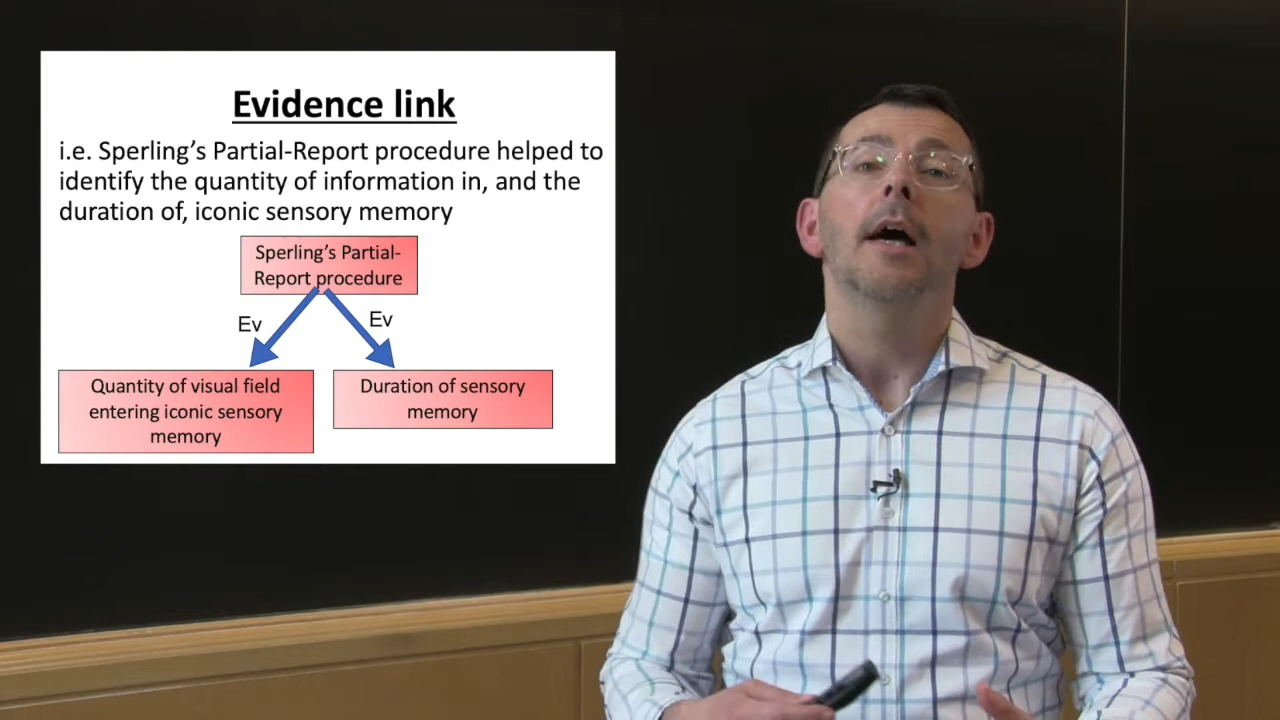 Evidence link
i.e. Sperling’s Partial-Report procedure helped to
identify the quantity of information in, and the
duration of, iconic sensory memory
Sperling’s Partial-
Report procedure
Ev
Ev
Quantity of visual field
entering iconic sensory
memory
Duration of sensory
memory